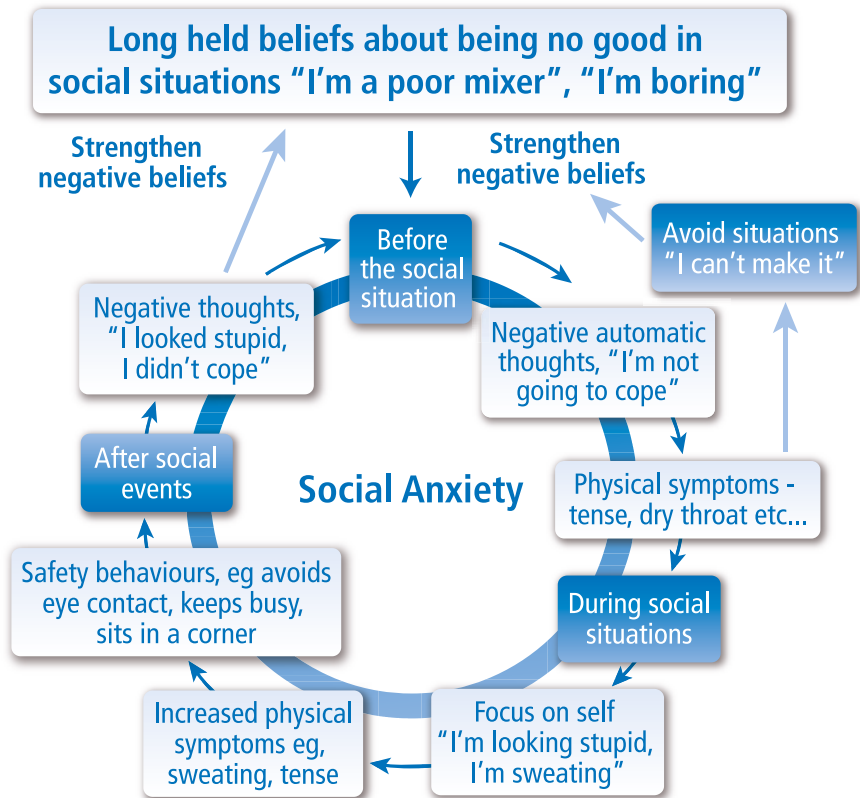 Long held beliefs about being no good in
social situations “I’m a poor mixer”, “I’m boring”
Strengthen
negative beliefs
Strengthen
negative beliefs
Before
the social
situation
Avoid situations
“I can’t make it”
Negative automatic
thoughts, “I’m not
going to cope”
Physical symptoms -
tense, dry throat etc...
During social
situations
Focus on self
“I’m looking stupid,
I’m sweating”
Increased physical
symptoms eg,
sweating, tense
Safety behaviours, eg avoids
eye contact, keeps busy,
sits in a corner
After social
events
Negative thoughts,
“I looked stupid,
I didn’t cope”
Social Anxiety